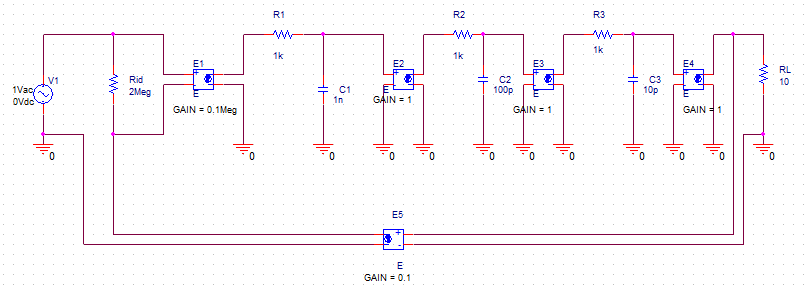 R1
R2
R3
1k
1k
1k
V1
1Vac
0Vdc
Rid
2Meg
E1
+
-
E
GAIN = 0.1Meg
C1
1n
E2
+
-
E
GAIN = 1
C2
100p
E3
+
-
E
GAIN = 1
C3
10p
E4
+
-
E
GAIN = 1
RL
10
0
0
0
0
0
0
0
0
0
0
E5
+
-
E
GAIN = 0.1